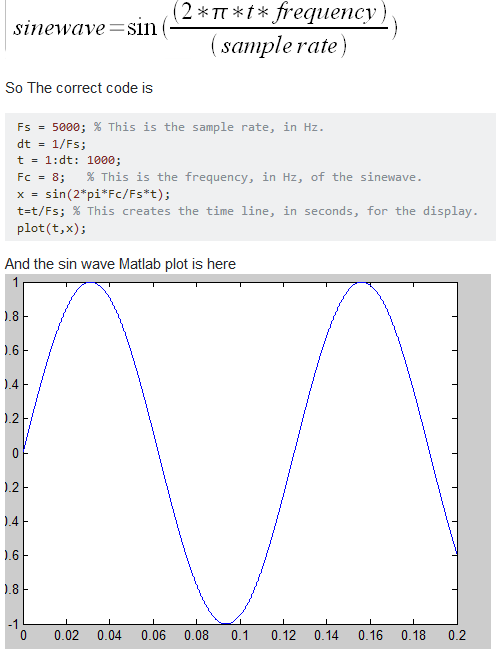 sinewave=sin((2*π*t*frequency)/(sample rate))
So The correct code is
Fs = 5000; % This is the sample rate, in Hz.
dt = 1/Fs;
t = 1:dt: 1000;
Fc = 8;   % This is the frequency, in Hz, of the sinewave.
x = sin(2*pi*Fc/Fs*t);
t=t/Fs; % This creates the time line, in seconds, for the display.
plot(t,x);
And the sin wave Matlab plot is here
1
).8
).6
).4
).2
0
).2
).4
).6
).8
-1
0 0.02 0.04 0.06 0.08 0.1 0.12 0.14 0.16 0.18 0.2